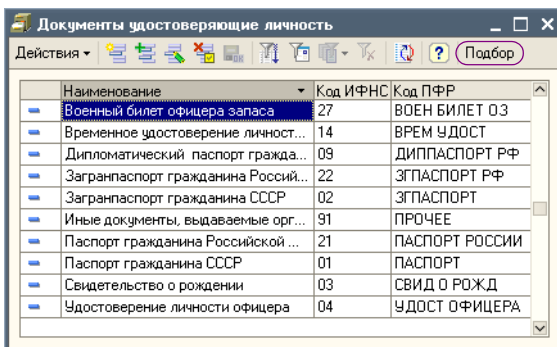 Документы удостоверяющие личность
Действия ? Подбор
Наименование Код ИФНС Код ПФР
Военный билет офицера запаса 27 ВОЕН БИЛЕТ ОЗ
Временное удостоверение личност... 14 ВРЕМ УДОСТ
Дипломатический паспорт гражда... 09 ДИППАСПОРТ РФ
Загранпаспорт гражданина Россий... 22 ЗГПАСПОРТ РФ
Загранпаспорт гражданина СССР 02 ЗГПАСПОРТ
Иные документы, выдаваемые орг... 91 ПРОЧЕЕ
Паспорт гражданина Российской ... 21 ПАСПОРТ РОССИИ
Паспорт гражданина СССР 01 ПАСПОРТ
Свидетельство о рождении 03 СВИД О РОЖД
Удостоверение личности офицера 04 УДОСТ ОФИЦЕРА